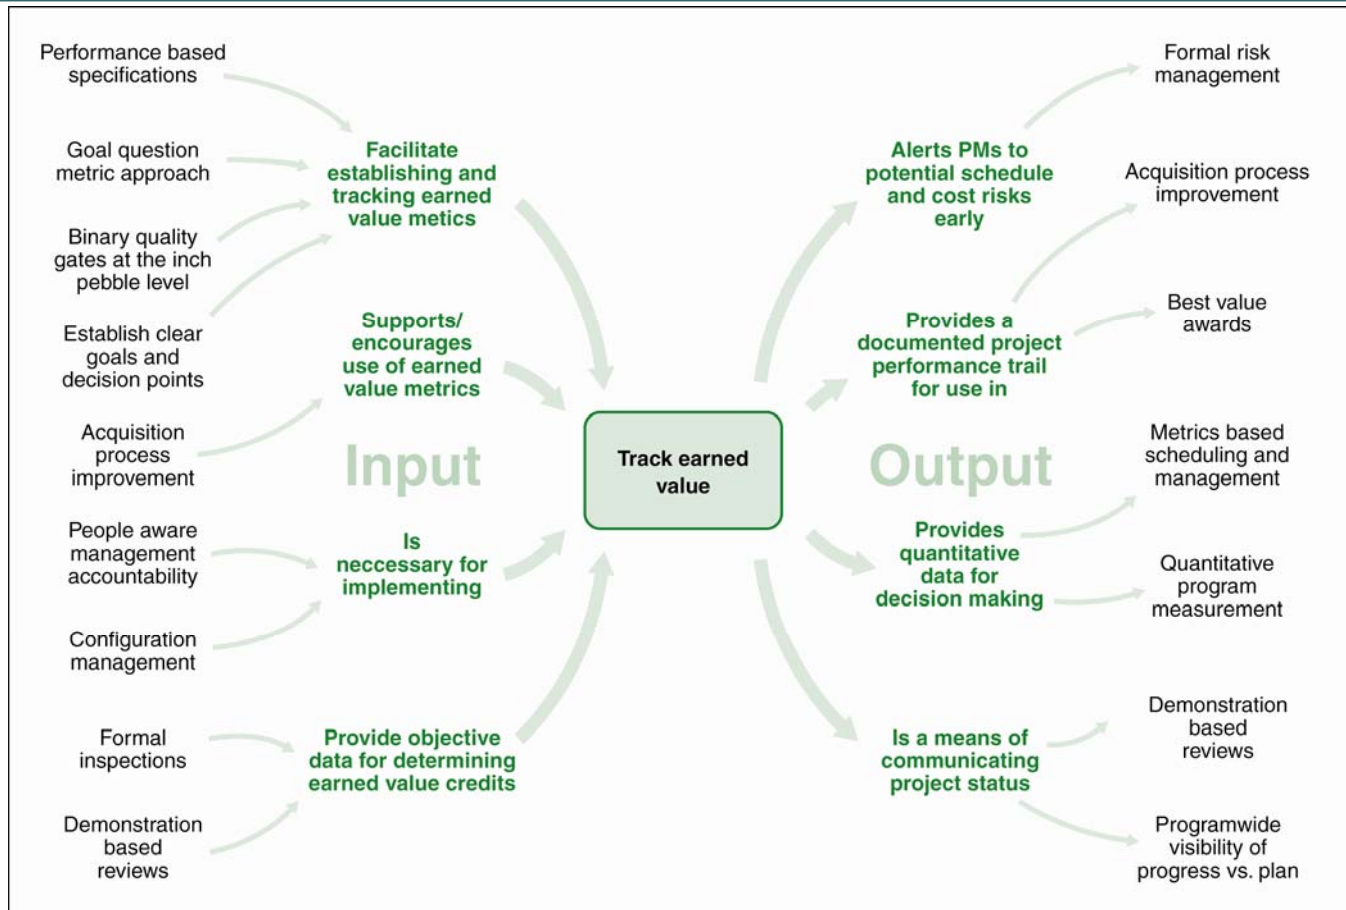 Performance based
specifications
Goal question
metric approach
Binary quality
gates at the inch
pebble level
Establish clear
goals and
decision points
Acquisition
process
improvement
People aware
management
accountability
Configuration
management
Formal
inspections
Demonstration
based
reviews
Facilitate
establishing and
tracking earned
value metics
Supports/
encourages
use of earned
value metrics
Input
Is
neccessary for
implementing
Provide objective
data for determining
earned value credits
Track earned
value
Alerts PMs to
potential schedule
and cost risks
early
Provides a
documented project
performance trail
for use in
Output
Provides
quantitative
data for
decision making
Is a means of
communicating
project status
Formal risk
management
Acquisition process
improvement
Best value
awards
Metrics based
scheduling and
management
Quantitative
program
measurement
Demonstration
based
reviews
Programwide
visibility of
progress vs. plan